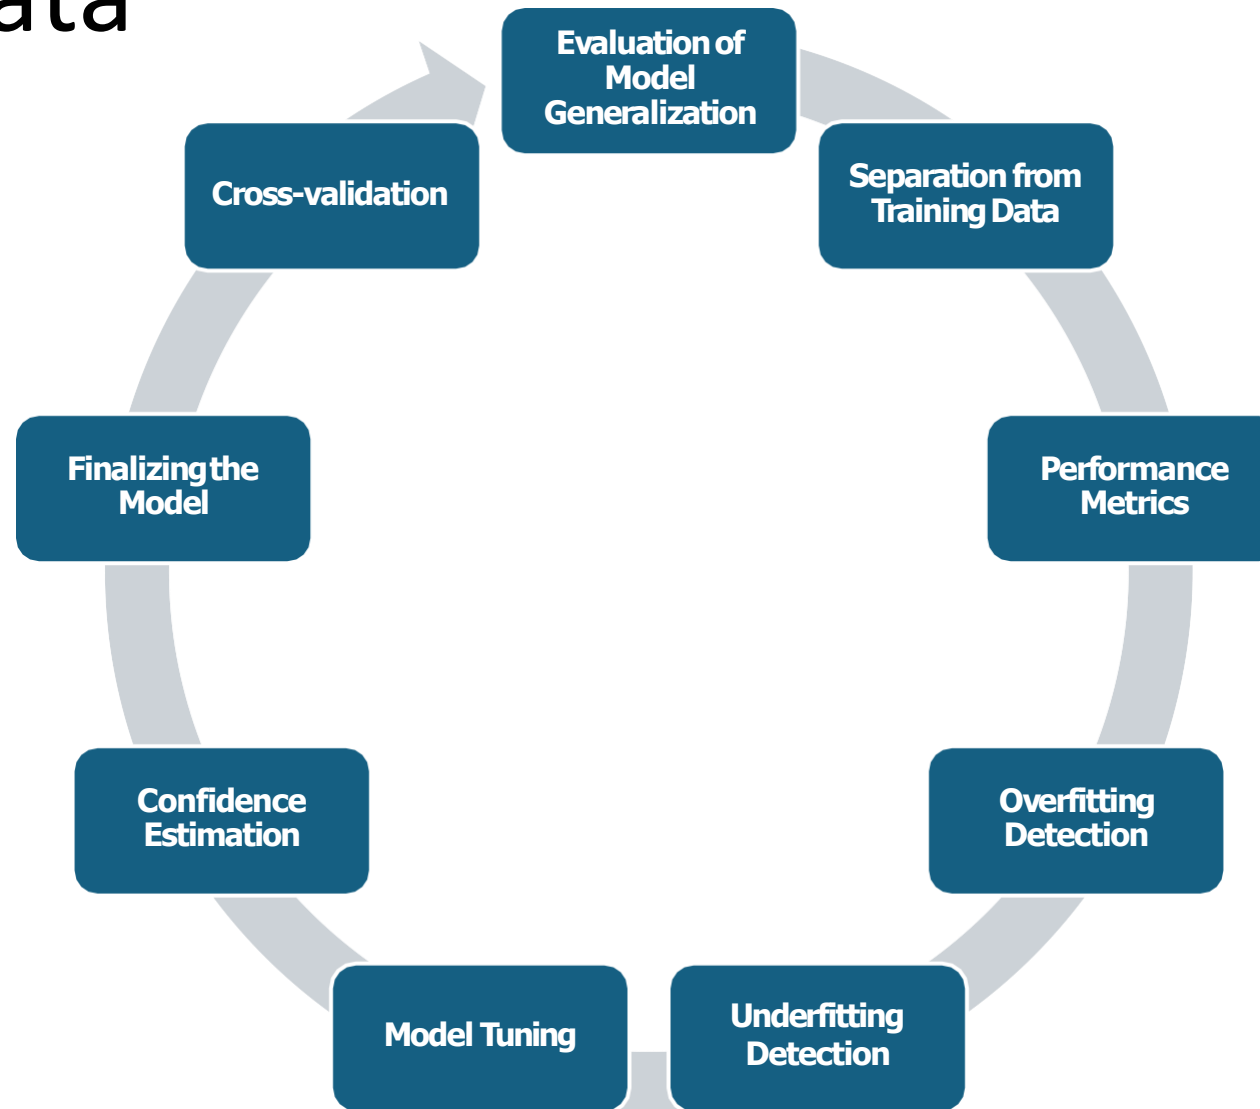 ata
Evaluation of
Model
Generalization
Separation from
Training Data
Performance
Metrics
Overfitting
Detection
Underfitting
Detection
Model Tuning
Confidence
Estimation
Finalizing the
Model
Cross-validation